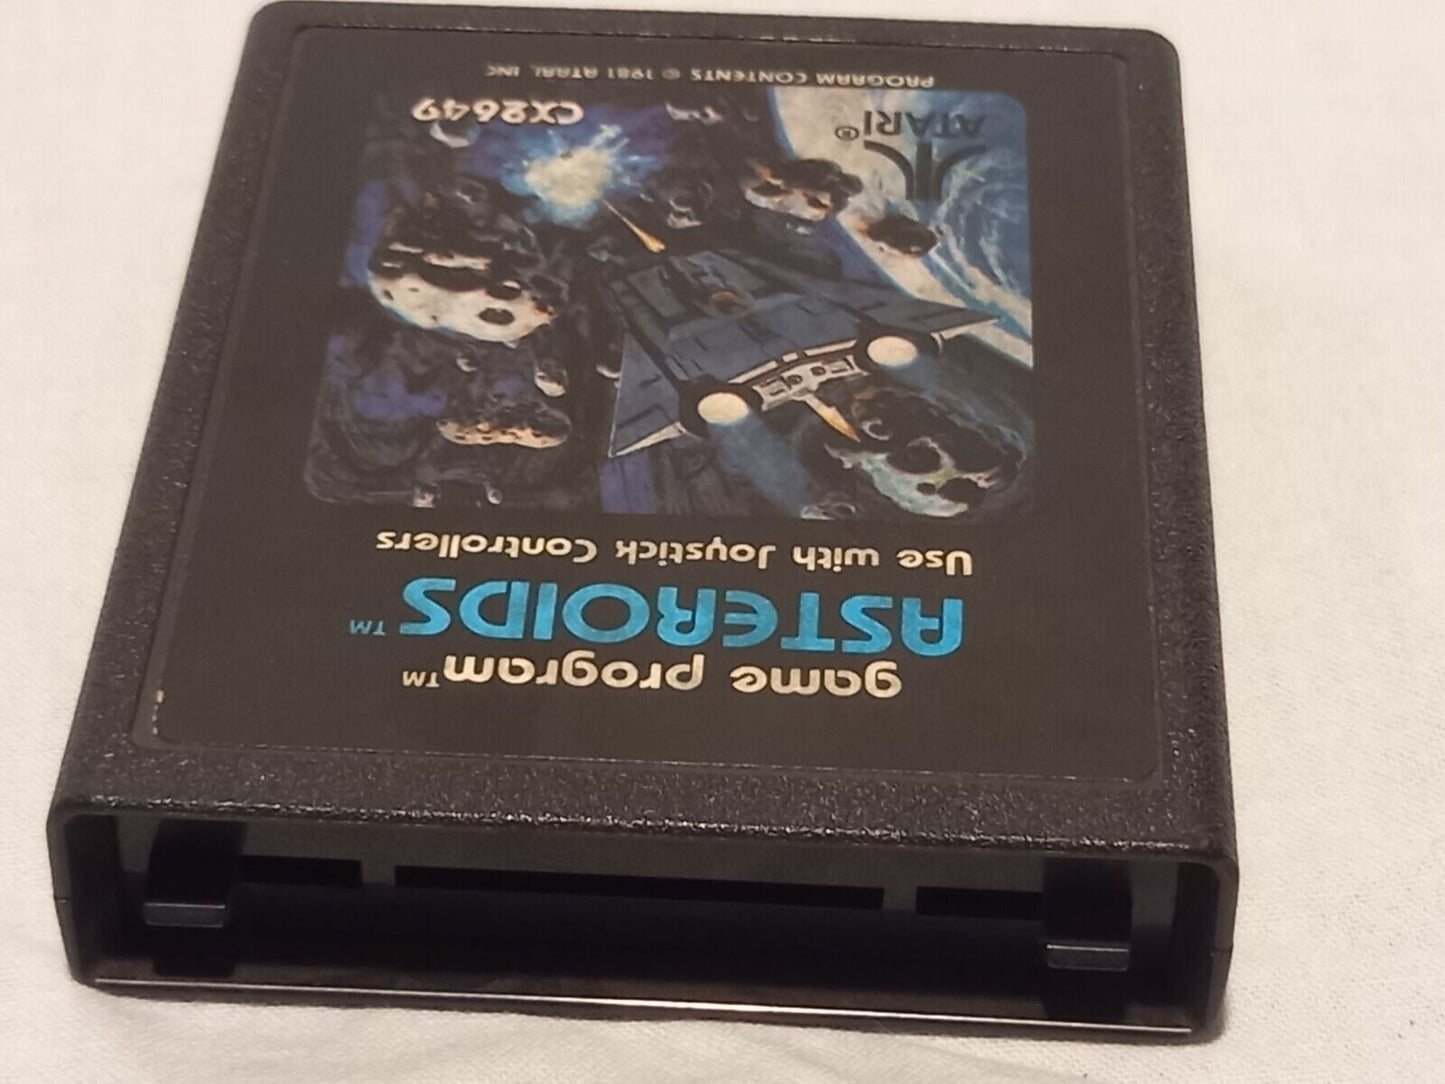 game program™
ASTEROIDS™
Use with Joystick Controllers
ATARI®
CX2649
PROGRAM CONTENTS © 1981 ATARI, INC